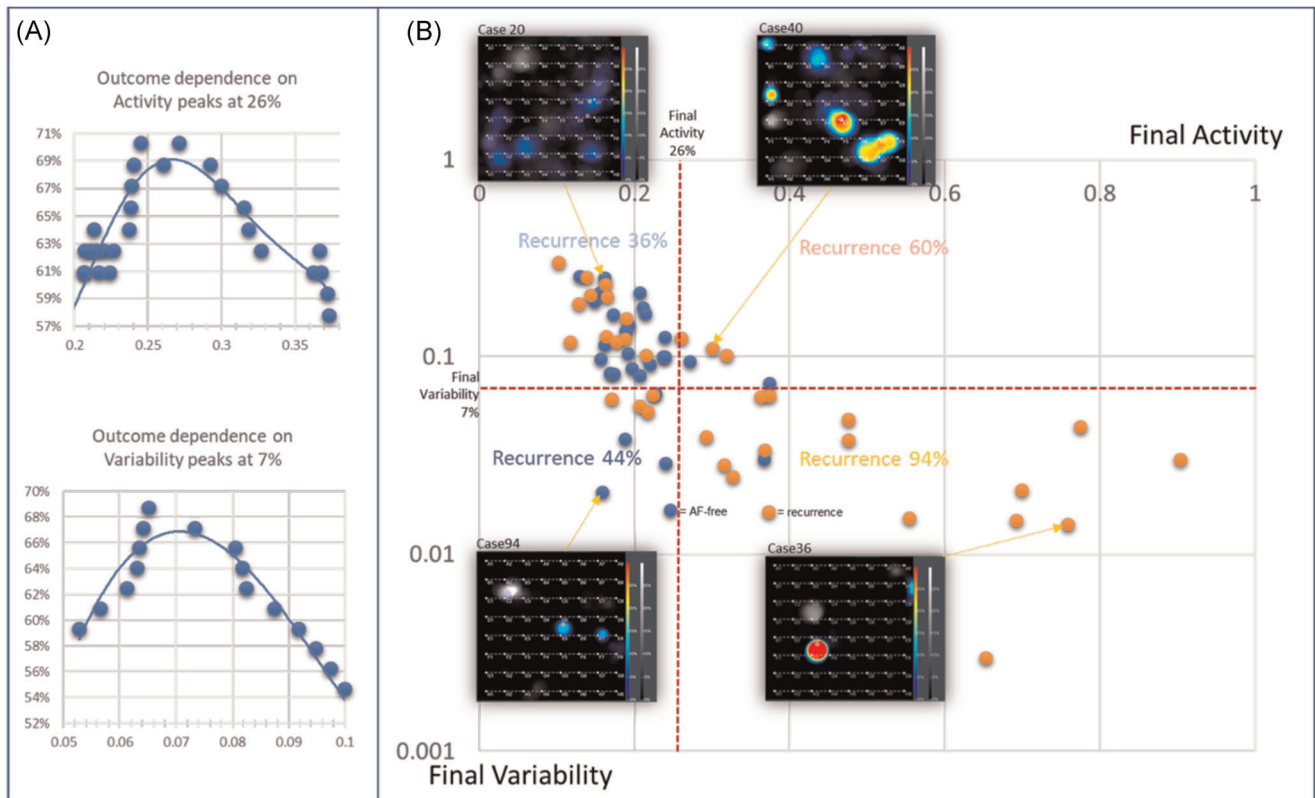 (A)
Outcome dependence on
Activity peaks at 26%
71%
69%
67%
65%
63%
61%
59%
57%
0.2
0.25
0.3
0.35
Outcome dependence on
Variability peaks at 7%
70%
68%
66%
64%
62%
60%
58%
56%
54%
52%
0.05
0.06
0.07
0.08
0.09
0.1
(B)
Case 20
Case40
Final
Activity
26%
Final Activity
1
0
0.2
0.4
0.6
0.8
1
Recurrence 36%
Recurrence 60%
0.1
Final
Variability
7%
Recurrence 44%
Recurrence 94%
= AF-free
= recurrence
0.01
Case94
Case36
0.001
Final Variability